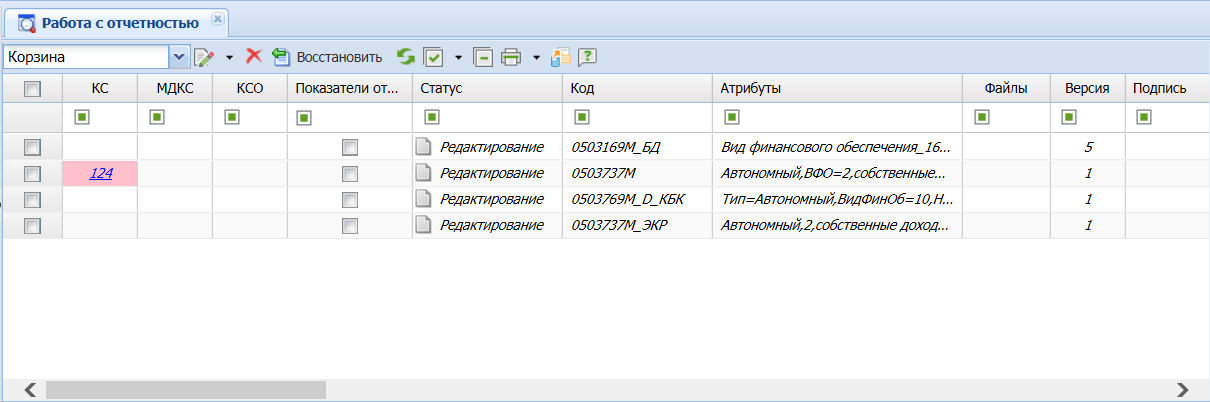 Работа с отчетностью
Корзина Восстановить
КС МДКС КСО Показатели от... Статус Код Атрибуты Файлы Версия Подпись
Редактирование 0503169М_БД Вид финансового обеспечения_16... 5
124 Редактирование 0503737М Автономный,ВФО=2,собственные... 1
Редактирование 0503769М_D_КБК Тип=Автономный,ВидФинОб=10,Н... 1
Редактирование 0503737М_ЭКР Автономный,2,собственные доход... 1